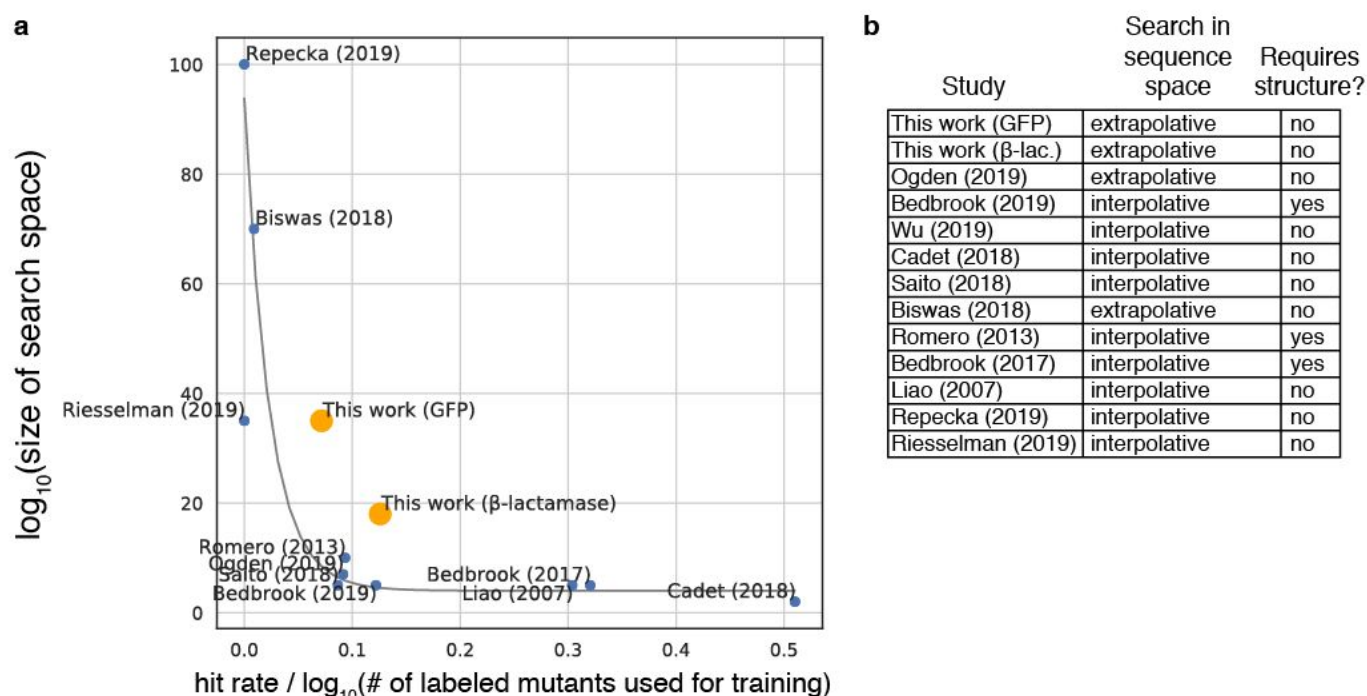 a
Repecka (2019)
100
80
Biswas (2018)
60
40
Riesselman (2019)
This work (GFP)
20
This work (β-lactamase)
Romero (2013)
Ogden (2019)
Saito (2018)
Bedbrook (2017)
Bedbrook (2019)
Liao (2007)
Cadet (2018)
0
0.0 0.1 0.2 0.3 0.4 0.5
log10(size of search space)
hit rate / log10(# of labeled mutants used for training)
b
Study Search in sequence space Requires structure?
This work (GFP) extrapolative no
This work (β-lac.) extrapolative no
Ogden (2019) extrapolative no
Bedbrook (2019) interpolative yes
Wu (2019) interpolative no
Cadet (2018) interpolative no
Saito (2018) interpolative no
Biswas (2018) extrapolative no
Romero (2013) interpolative yes
Bedbrook (2017) interpolative yes
Liao (2007) interpolative no
Repecka (2019) interpolative no
Riesselman (2019) interpolative no